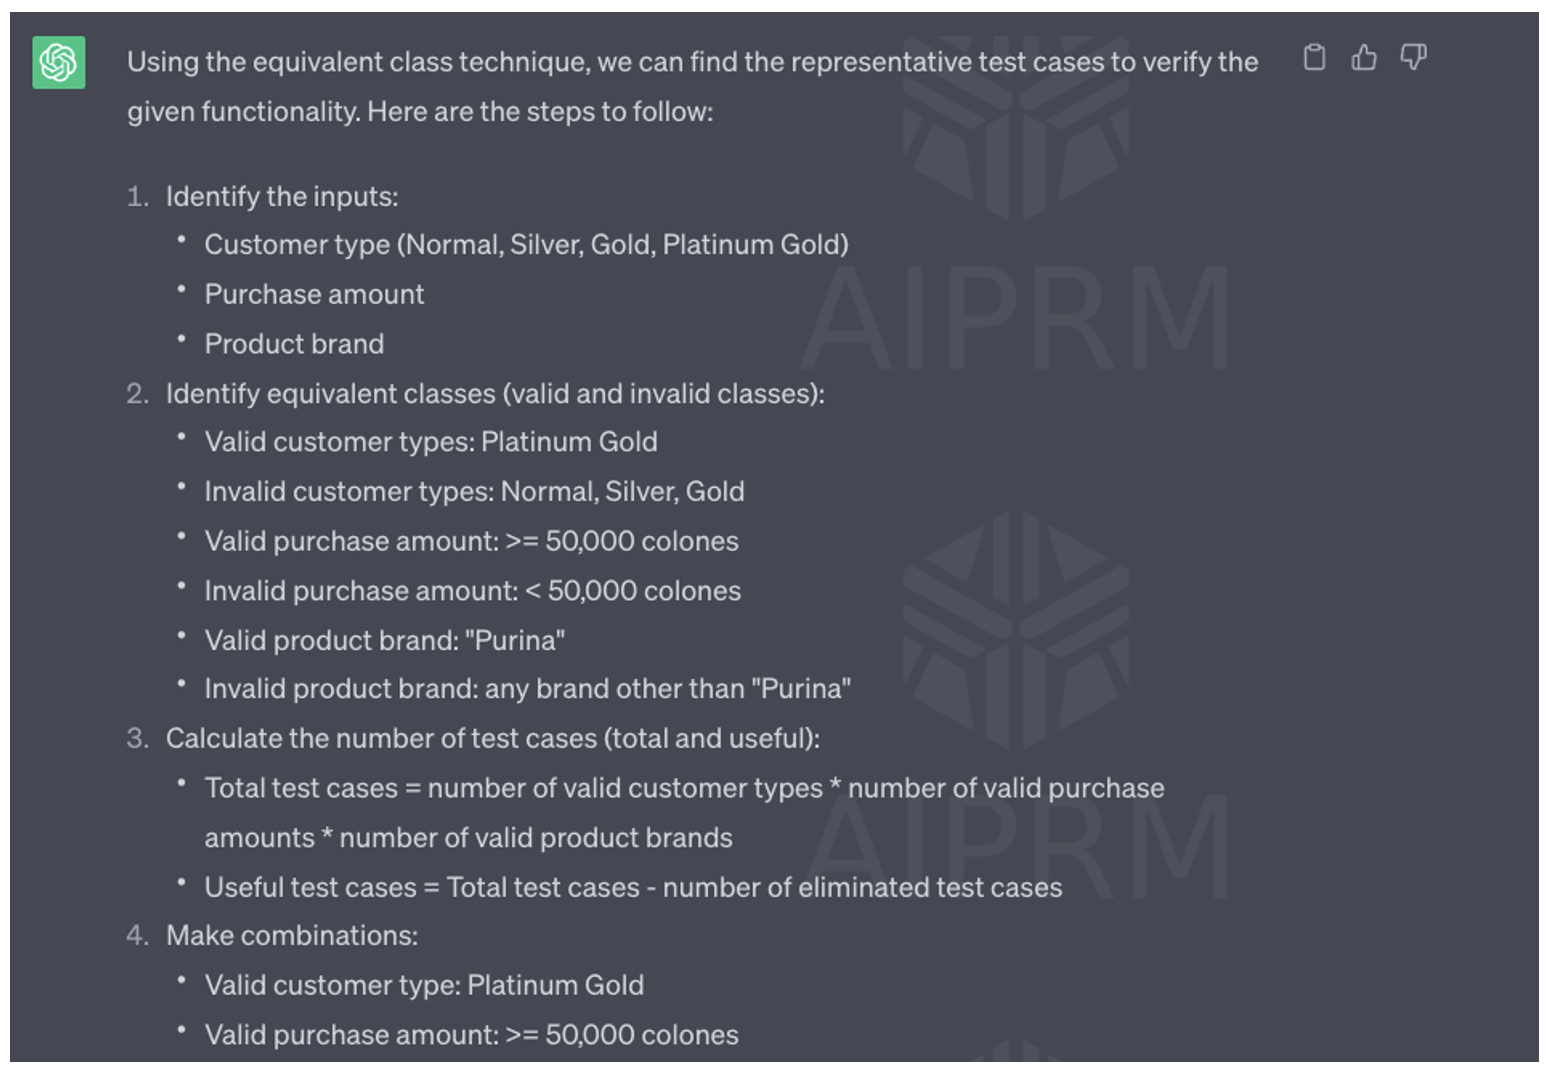 Using the equivalent class technique, we can find the representative test cases to verify the
given functionality. Here are the steps to follow:
1. Identify the inputs:
• Customer type (Normal, Silver, Gold, Platinum Gold)
• Purchase amount
• Product brand
2. Identify equivalent classes (valid and invalid classes):
• Valid customer types: Platinum Gold
• Invalid customer types: Normal, Silver, Gold
• Valid purchase amount: >= 50,000 colones
• Invalid purchase amount: < 50,000 colones
• Valid product brand: "Purina"
• Invalid product brand: any brand other than "Purina"
3. Calculate the number of test cases (total and useful):
• Total test cases = number of valid customer types * number of valid purchase
amounts * number of valid product brands
• Useful test cases = Total test cases - number of eliminated test cases
4. Make combinations:
• Valid customer type: Platinum Gold
• Valid purchase amount: >= 50,000 colones
AIPRM
AIPRM